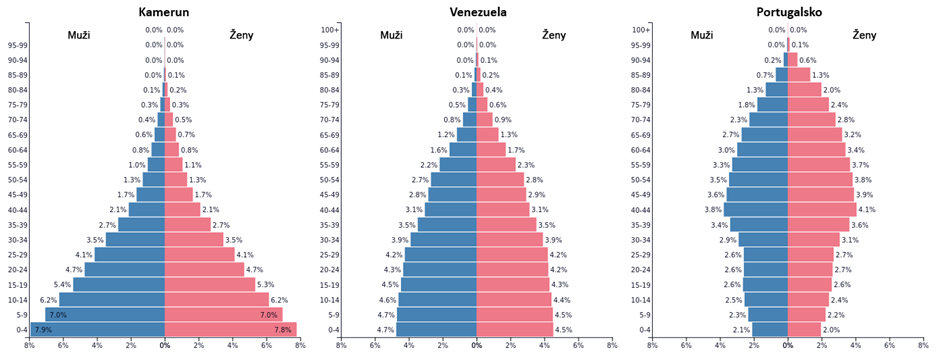 Kamerun
Muži Ženy
0.0% 0.0%
95-99 0.0% 0.0%
90-94 0.0% 0.0%
85-89 0.0% 0.1%
80-84 0.1% 0.2%
75-79 0.3% 0.3%
70-74 0.4% 0.5%
65-69 0.6% 0.7%
60-64 0.8% 0.8%
55-59 1.0% 1.1%
50-54 1.3% 1.3%
45-49 1.7% 1.7%
40-44 2.1% 2.1%
35-39 2.7% 2.7%
30-34 3.5% 3.5%
25-29 4.1% 4.1%
20-24 4.7% 4.7%
15-19 5.4% 5.3%
10-14 6.2% 6.2%
5-9 7.0% 7.0%
0-4 7.9% 7.8%
8% 6% 4% 2% 0% 2% 4% 6% 8%
Venezuela
Muži Ženy
100+ 0.0% 0.0%
95-99 0.0% 0.0%
90-94 0.0% 0.1%
85-89 0.1% 0.2%
80-84 0.3% 0.4%
75-79 0.5% 0.6%
70-74 0.8% 0.9%
65-69 1.2% 1.3%
60-64 1.6% 1.7%
55-59 2.2% 2.3%
50-54 2.7% 2.8%
45-49 2.8% 2.9%
40-44 3.1% 3.1%
35-39 3.5% 3.5%
30-34 3.9% 3.9%
25-29 4.2% 4.2%
20-24 4.3% 4.2%
15-19 4.5% 4.3%
10-14 4.6% 4.4%
5-9 4.7% 4.5%
0-4 4.7% 4.5%
8% 6% 4% 2% 0% 2% 4% 6% 8%
Portugalsko
Muži Ženy
100+ 0.0% 0.0%
95-99 0.0% 0.1%
90-94 0.2% 0.6%
85-89 0.7% 1.3%
80-84 1.3% 2.0%
75-79 1.8% 2.4%
70-74 2.3% 2.8%
65-69 2.7% 3.2%
60-64 3.0% 3.4%
55-59 3.3% 3.7%
50-54 3.5% 3.8%
45-49 3.6% 3.9%
40-44 3.8% 4.1%
35-39 3.4% 3.6%
30-34 2.9% 3.1%
25-29 2.6% 2.7%
20-24 2.6% 2.7%
15-19 2.6% 2.6%
10-14 2.5% 2.4%
5-9 2.3% 2.2%
0-4 2.1% 2.0%
8% 6% 4% 2% 0% 2% 4% 6% 8%